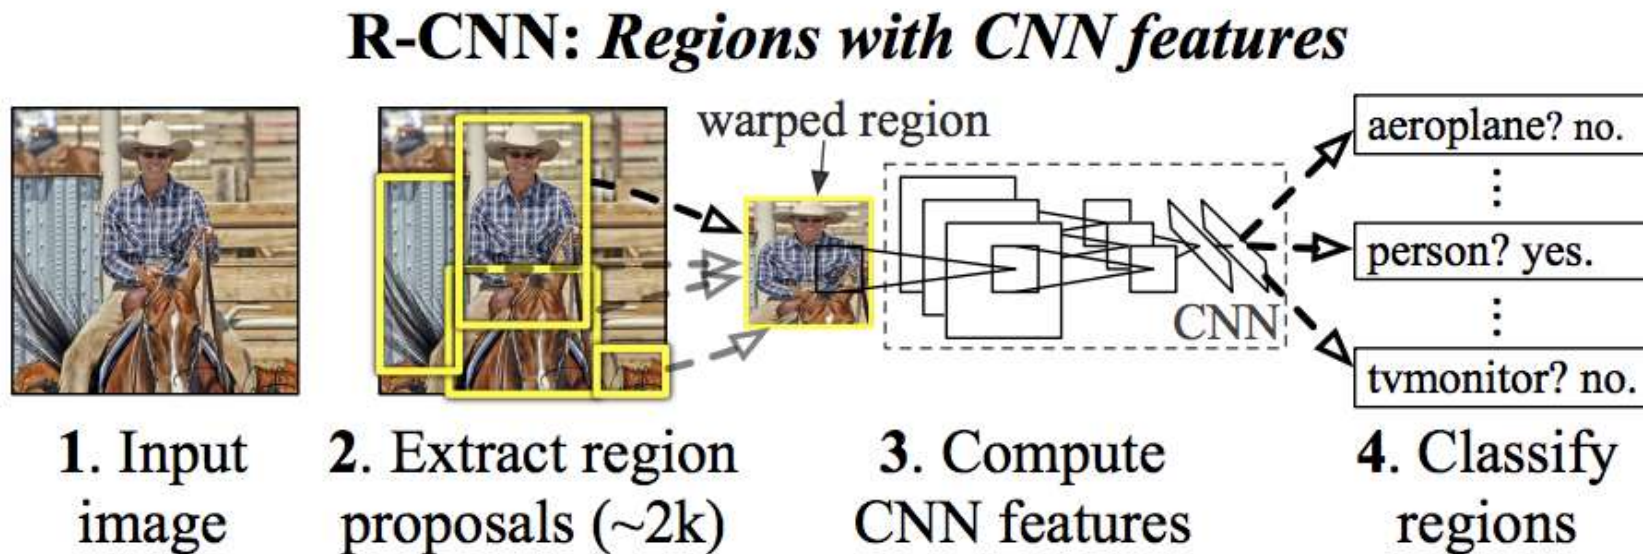 R-CNN: Regions with CNN features
warped region
aeroplane? no.
person? yes.
tvmonitor? no.
CNN
1. Input
image
2. Extract region
proposals (~2k)
3. Compute
CNN features
4. Classify
regions